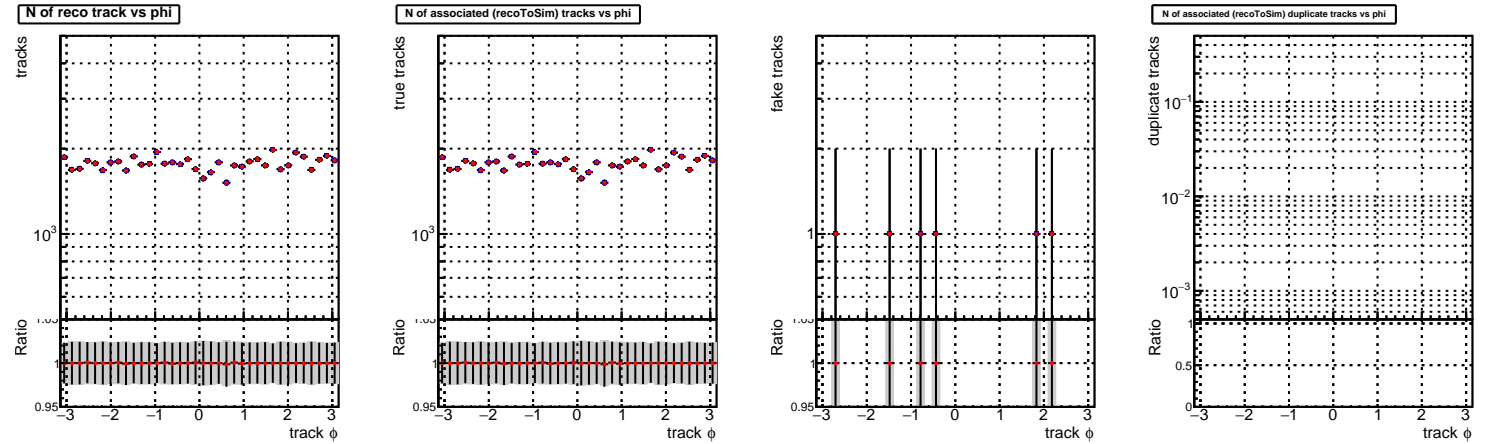 N of reco track vs phi
tracks
10³
Ratio
1
0.95
−3 −2 −1 0 1 2 3
track ϕ
N of associated (recoToSim) tracks vs phi
true tracks
10³
Ratio
1
0.95
−3 −2 −1 0 1 2 3
track ϕ
fake tracks
1
Ratio
1
0.95
−3 −2 −1 0 1 2 3
track ϕ
N of associated (recoToSim) duplicate tracks vs phi
duplicate tracks
10⁻¹
10⁻²
10⁻³
Ratio
1
0.5
0
−3 −2 −1 0 1 2 3
track ϕ